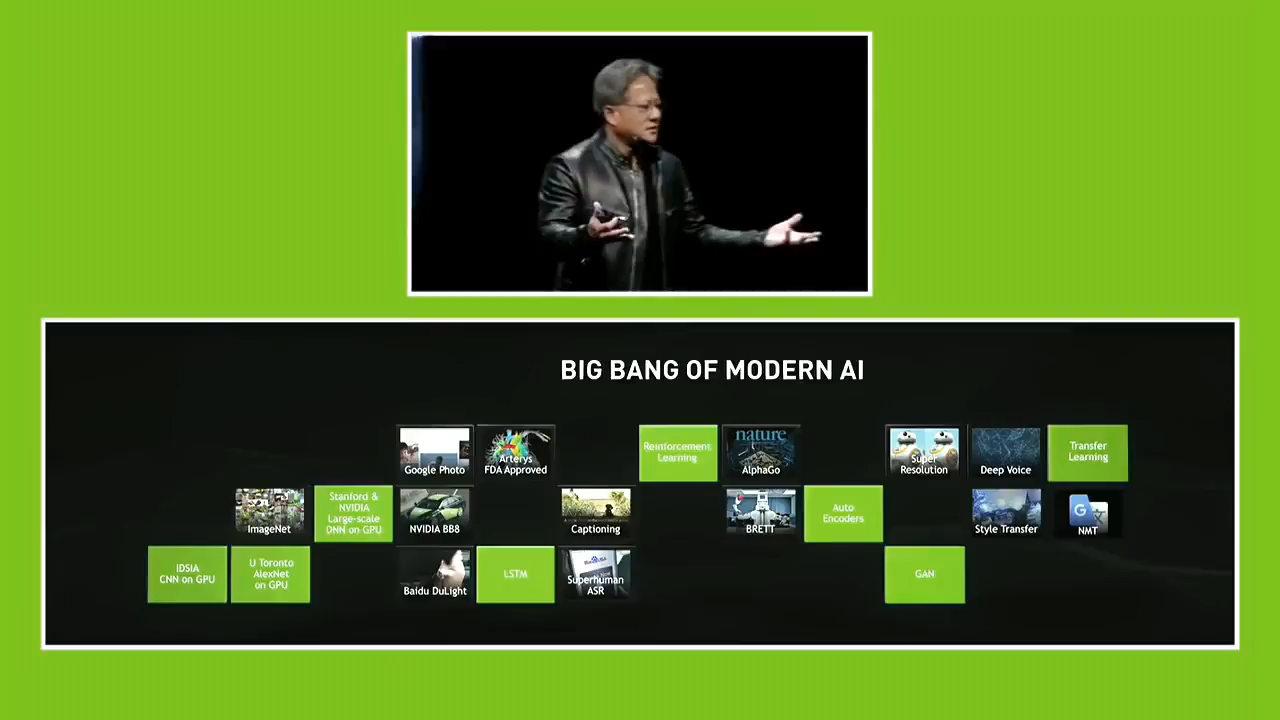 BIG BANG OF MODERN AI
Google Photo
Arterys
FDA Approved
Reinforcement
Learning
nature
AlphaGo
Super
Resolution
Deep Voice
Transfer
Learning
ImageNet
Stanford &
NVIDIA
Large-scale
DNN on GPU
NVIDIA BB8
Captioning
BRETT
Auto
Encoders
Style Transfer
G
NMT
IDSIA
CNN on GPU
U Toronto
AlexNet
on GPU
Baidu DuLight
LSTM
Superhuman
ASR
GAN